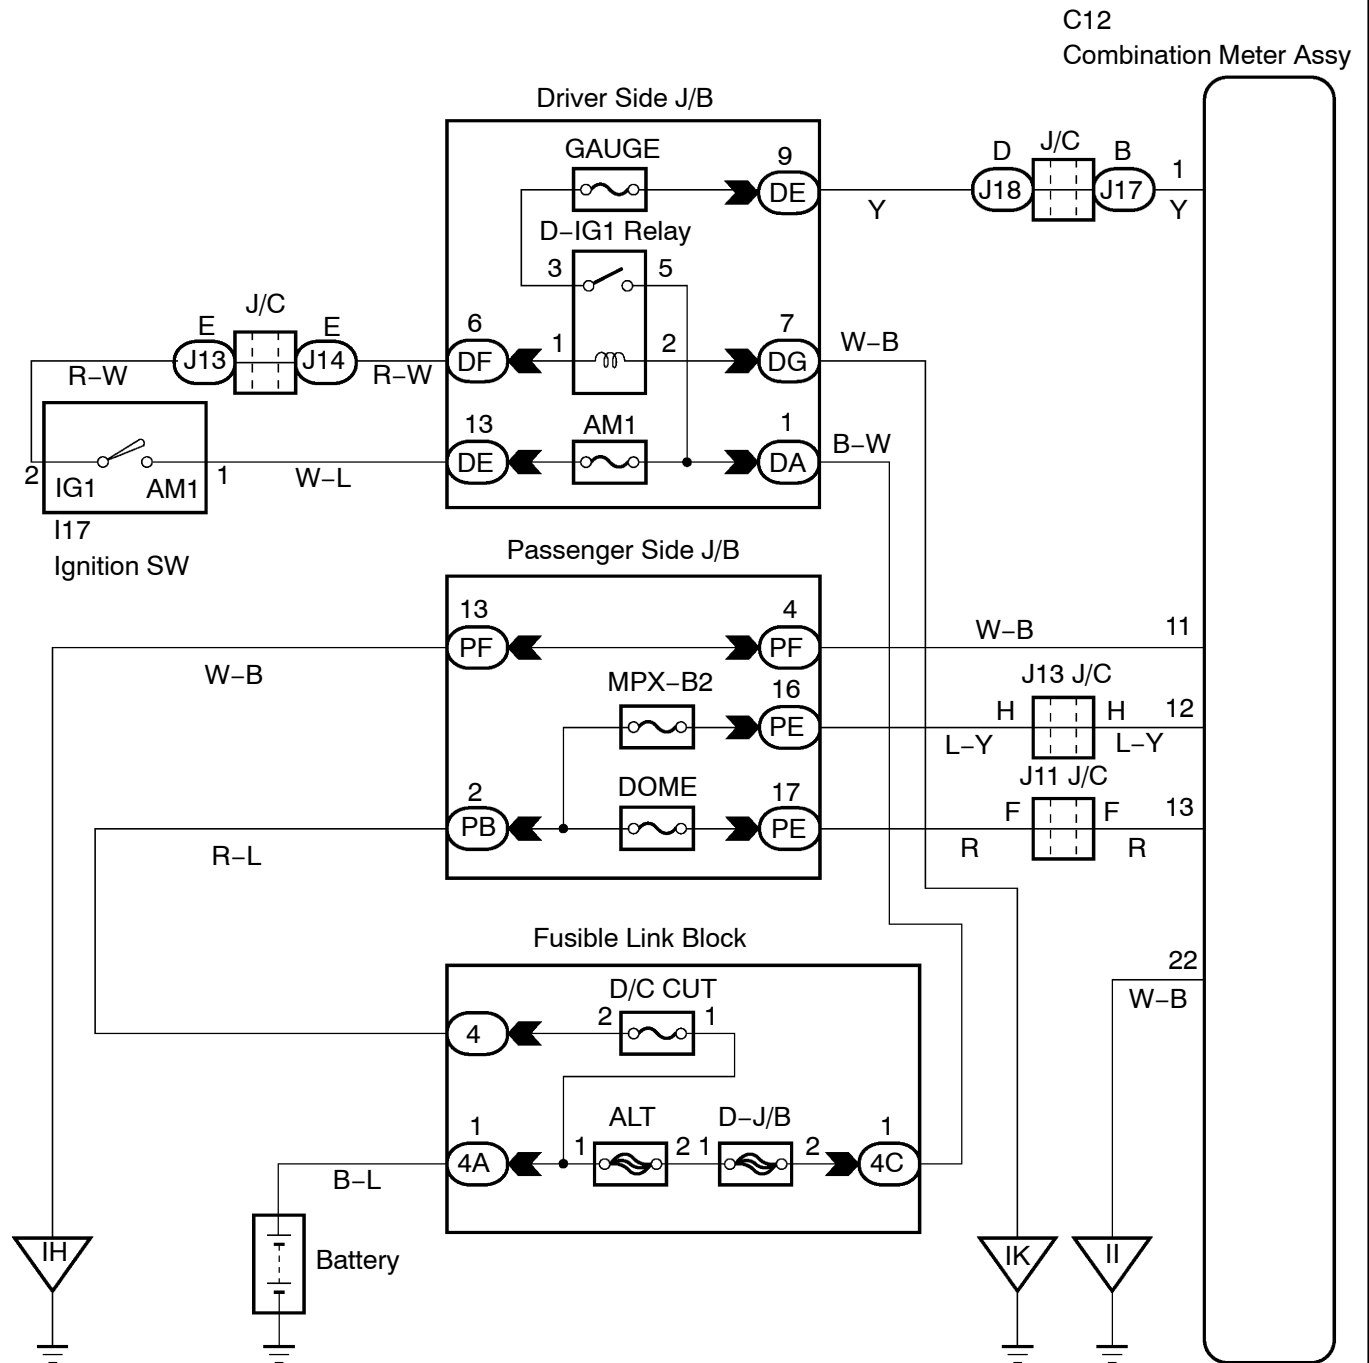 C12
Combination Meter Assy
Driver Side J/B
GAUGE
9
DE
Y
D
J18
J/C
B
J17
1
Y
D−IG1 Relay
3
5
J/C
E
J13
E
J14
R−W
R−W
6
DF
1
2
7
DG
W−B
13
DE
AM1
1
DA
B−W
2
IG1
AM1
1
W−L
I17
Ignition SW
Passenger Side J/B
13
PF
4
PF
W−B
W−B
11
MPX−B2
16
PE
J13 J/C
H
H
12
L−Y
L−Y
2
PB
DOME
17
PE
J11 J/C
F
F
13
R
R
R−L
Fusible Link Block
22
W−B
D/C CUT
4
2
1
1
4A
ALT
1
2
D−J/B
1
2
1
4C
B−L
Battery
IH
IK
II